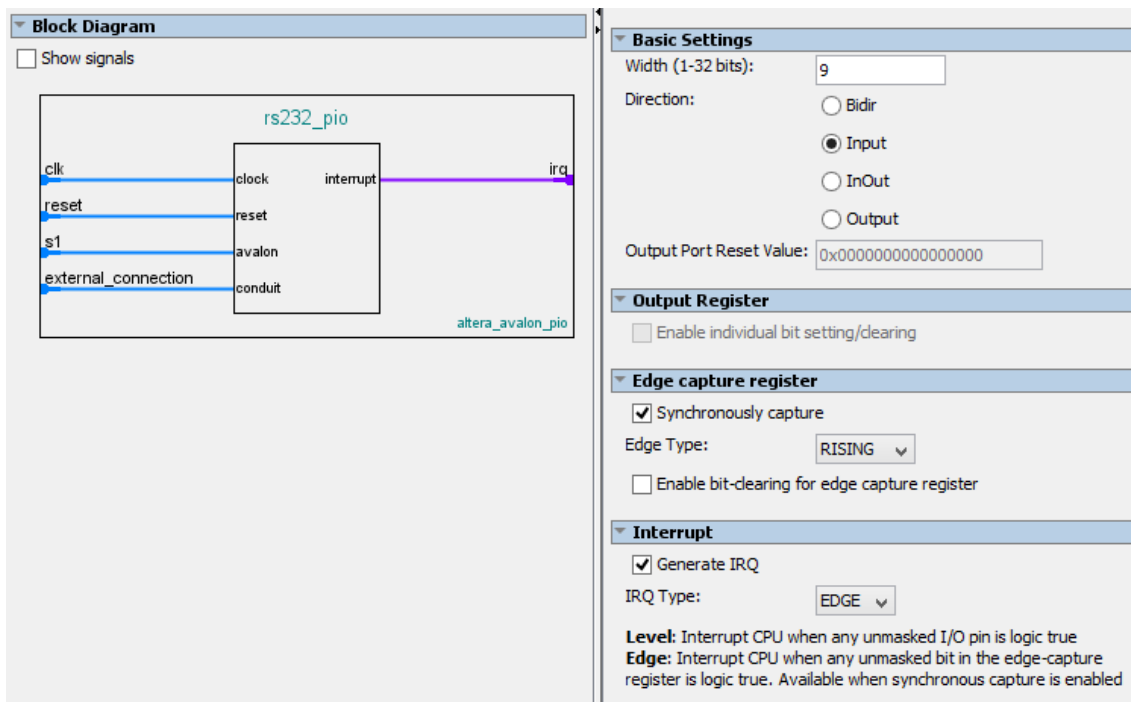 Block Diagram
Show signals
rs232_pio
clk
clock
interrupt
irq
reset
reset
s1
avalon
external_connection
conduit
altera_avalon_pio
Basic Settings
Width (1-32 bits): 9
Direction:
Bidir
Input
InOut
Output
Output Port Reset Value: 0x0000000000000000
Output Register
Enable individual bit setting/clearing
Edge capture register
Synchronously capture
Edge Type: RISING
Enable bit-clearing for edge capture register
Interrupt
Generate IRQ
IRQ Type: EDGE
Level: Interrupt CPU when any unmasked I/O pin is logic true
Edge: Interrupt CPU when any unmasked bit in the edge-capture
register is logic true. Available when synchronous capture is enabled